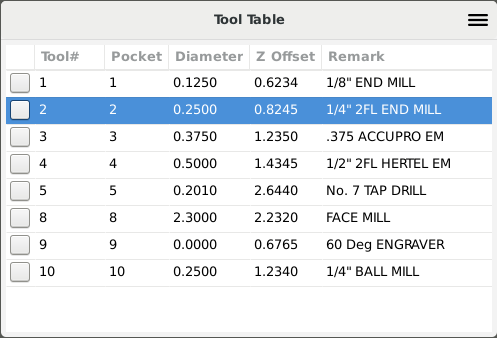 Tool Table
Tool# Pocket Diameter Z Offset Remark
1 1 0.1250 0.6234 1/8" END MILL
2 2 0.2500 0.8245 1/4" 2FL END MILL
3 3 0.3750 1.2350 .375 ACCUPRO EM
4 4 0.5000 1.4345 1/2" 2FL HERTEL EM
5 5 0.2010 2.6440 No. 7 TAP DRILL
8 8 2.3000 2.2320 FACE MILL
9 9 0.0000 0.6765 60 Deg ENGRAVER
10 10 0.2500 1.2340 1/4" BALL MILL